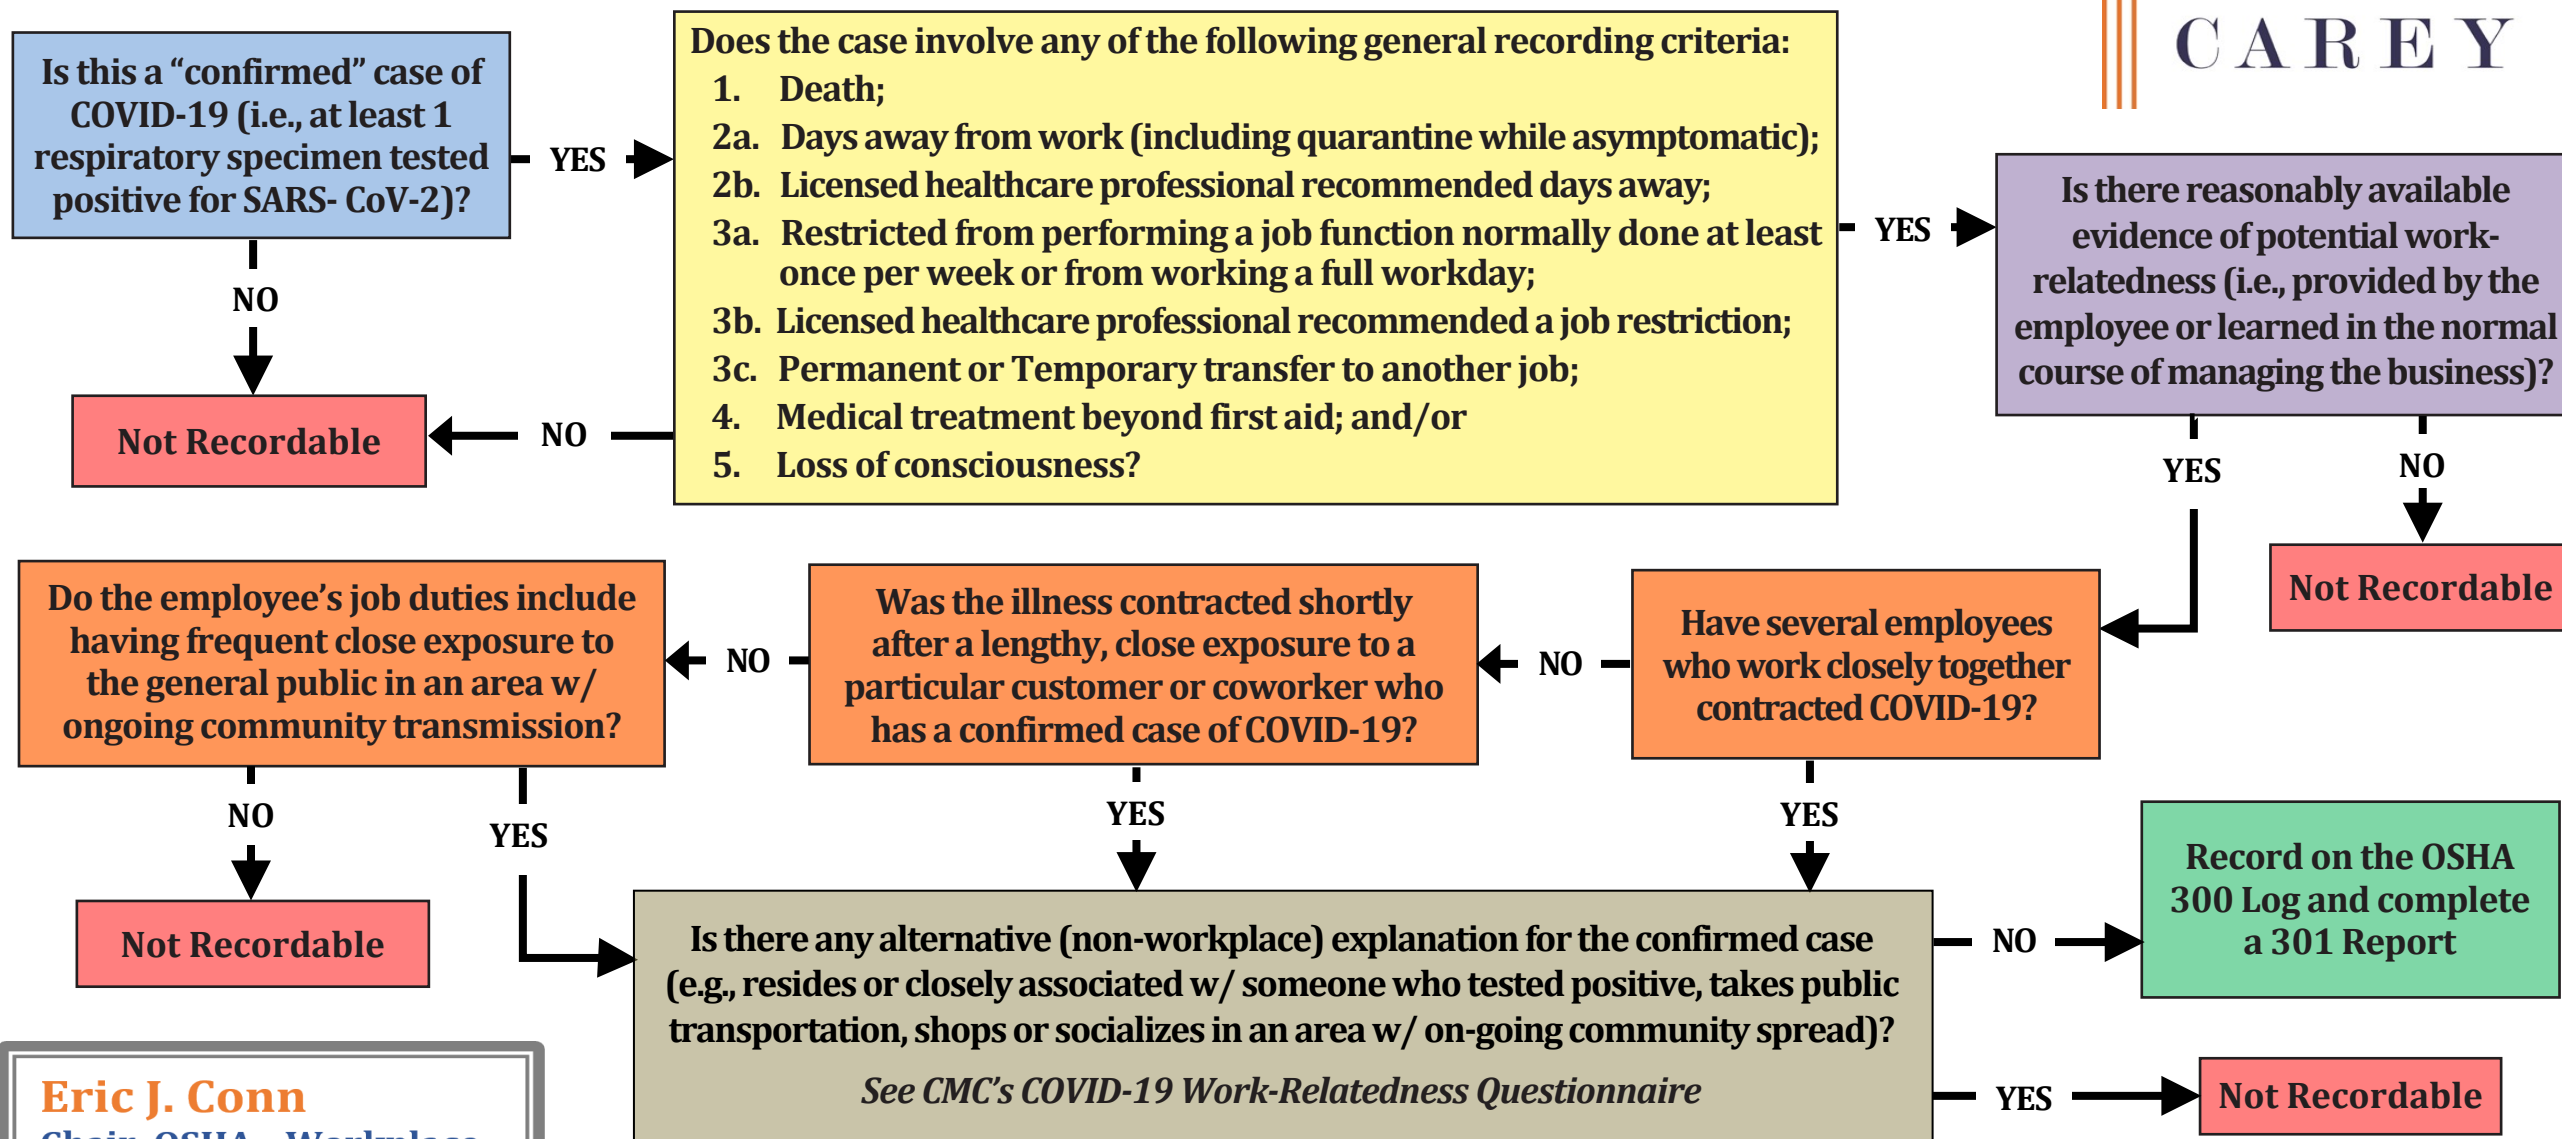 CAREY
Is this a “confirmed” case of
COVID-19 (i.e., at least 1
respiratory specimen tested
positive for SARS- CoV-2)?
YES
NO
Not Recordable
Does the case involve any of the following general recording criteria:
1. Death;
2a. Days away from work (including quarantine while asymptomatic);
2b. Licensed healthcare professional recommended days away;
3a. Restricted from performing a job function normally done at least
once per week or from working a full workday;
3b. Licensed healthcare professional recommended a job restriction;
3c. Permanent or Temporary transfer to another job;
4. Medical treatment beyond first aid; and/or
5. Loss of consciousness?
NO
YES
Is there reasonably available
evidence of potential work-
relatedness (i.e., provided by the
employee or learned in the normal
course of managing the business)?
YES
NO
Not Recordable
Have several employees
who work closely together
contracted COVID-19?
NO
YES
Was the illness contracted shortly
after a lengthy, close exposure to a
particular customer or coworker who
has a confirmed case of COVID-19?
NO
YES
Do the employee’s job duties include
having frequent close exposure to
the general public in an area w/
ongoing community transmission?
NO
YES
Not Recordable
Is there any alternative (non-workplace) explanation for the confirmed case
(e.g., resides or closely associated w/ someone who tested positive, takes public
transportation, shops or socializes in an area w/ on-going community spread)?
See CMC’s COVID-19 Work-Relatedness Questionnaire
NO
Record on the OSHA
300 Log and complete
a 301 Report
YES
Not Recordable
Eric J. Conn
Chair, OSHA - Workplace